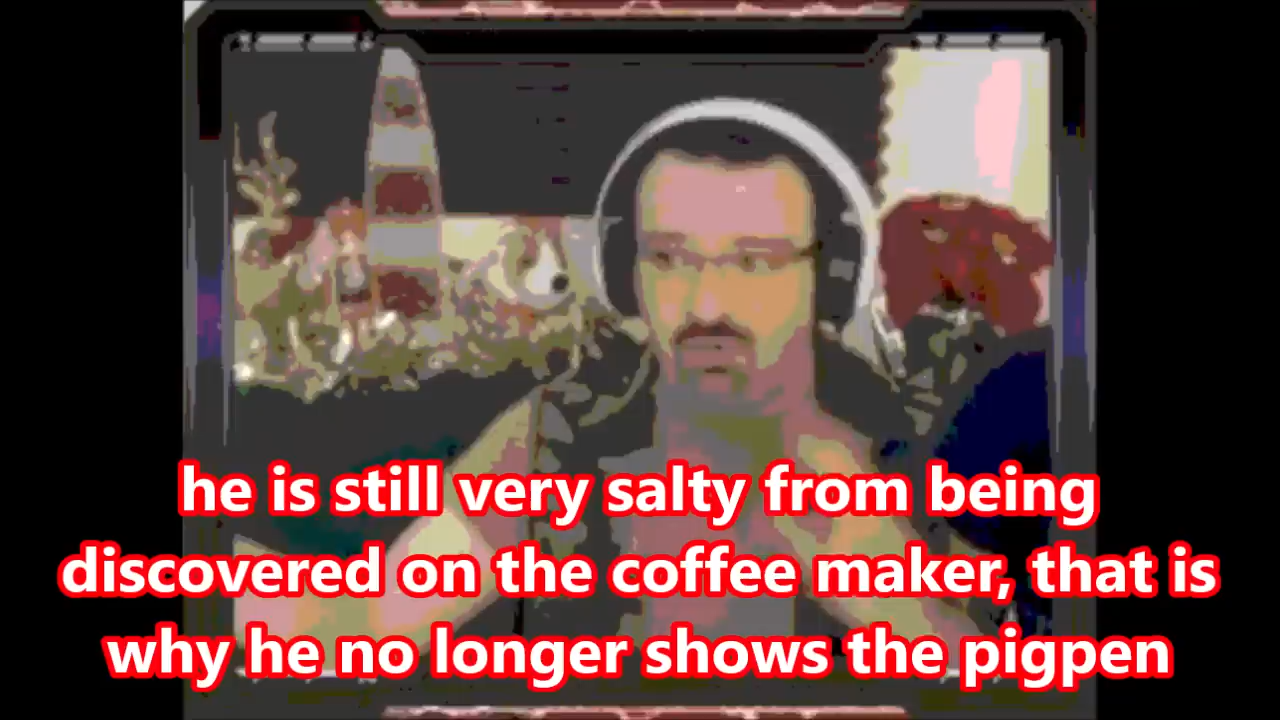 he is still very salty from being
discovered on the coffee maker, that is
why he no longer shows the pigpen